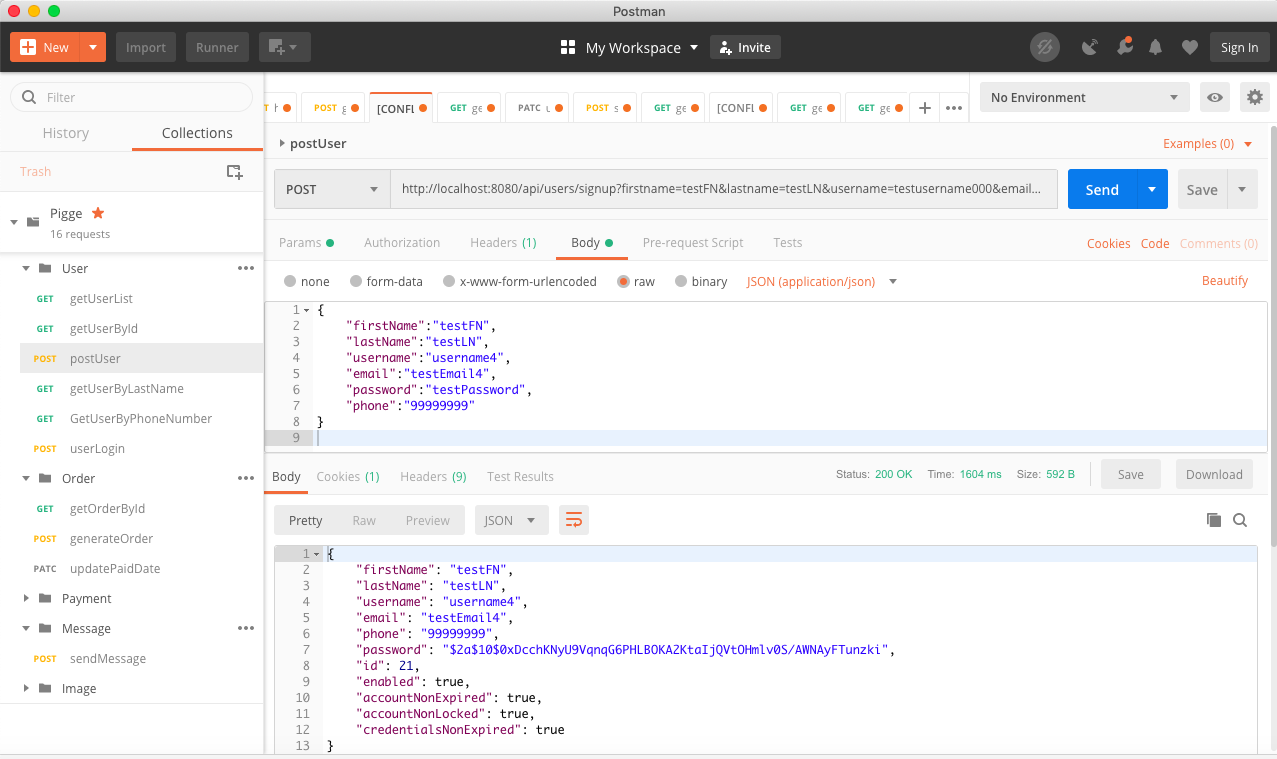 Postman
New
Import
Runner
My Workspace
Invite
Sign In
Filter
History
Collections
Trash
Pigge
16 requests
User
GET getUserList
GET getUserById
POST postUser
GET getUserByLastName
GET GetUserByPhoneNumber
POST userLogin
Order
GET getOrderById
POST generateOrder
PATC updatePaidDate
Payment
Message
POST sendMessage
Image
POST
[CONFL
GET ge
PATC
POST s
GET ge
[CONFL
GET ge
GET ge
No Environment
postUser
Examples (0)
POST
http://localhost:8080/api/users/signup?firstname=testFN&lastname=testLN&username=testusername000&email...
Send
Save
Params
Authorization
Headers (1)
Body
Pre-request Script
Tests
Cookies
Code
Comments (0)
none
form-data
x-www-form-urlencoded
raw
binary
JSON (application/json)
Beautify
1 {
2 "firstName":"testFN",
3 "lastName":"testLN",
4 "username":"username4",
5 "email":"testEmail4",
6 "password":"testPassword",
7 "phone":"99999999"
8 }
9
Body
Cookies (1)
Headers (9)
Test Results
Status: 200 OK
Time: 1604 ms
Size: 592 B
Save
Download
Pretty
Raw
Preview
JSON
1 {
2 "firstName": "testFN",
3 "lastName": "testLN",
4 "username": "username4",
5 "email": "testEmail4",
6 "phone": "99999999",
7 "password": "$2a$10$0xDcchKNyU9VqnqG6PHLBOKA2KtaIjQVtOHmlv0S/AWNAyFTunzki",
8 "id": 21,
9 "enabled": true,
10 "accountNonExpired": true,
11 "accountNonLocked": true,
12 "credentialsNonExpired": true
13 }